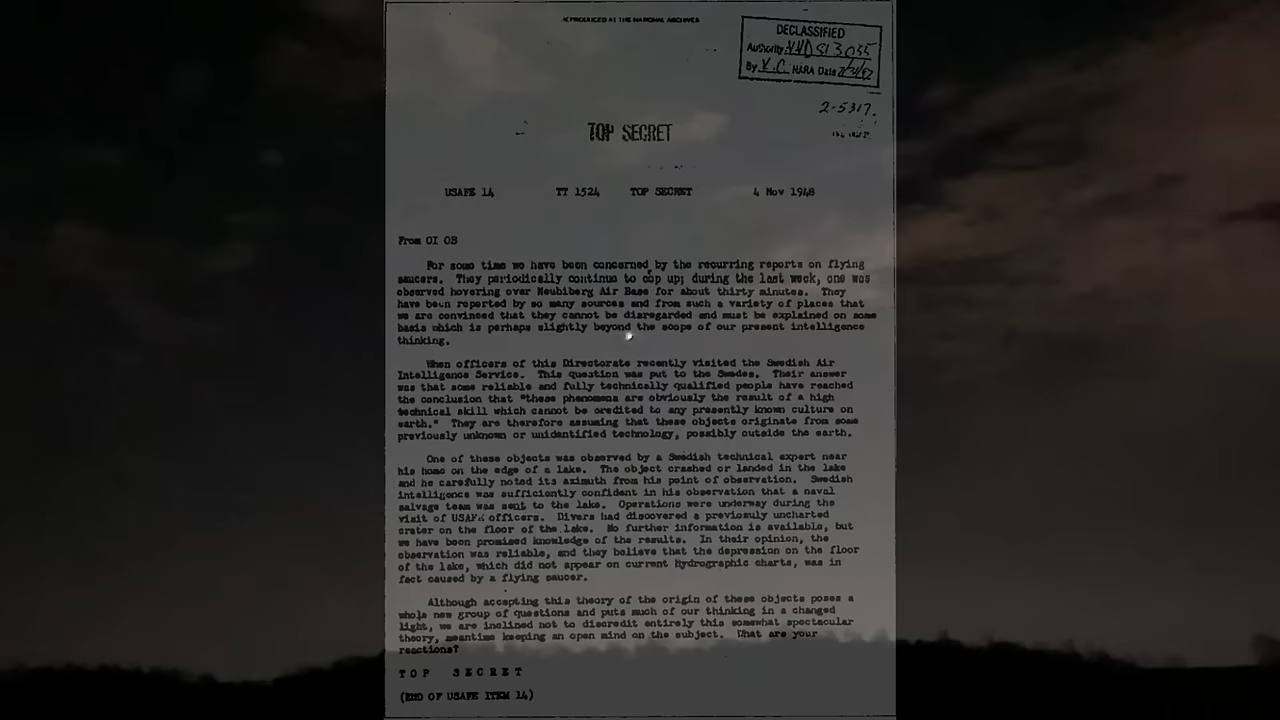 REPRODUCED AT THE NATIONAL ARCHIVES
DECLASSIFIED
Authority NND 813055
By V.C. NARA Date
2-5317.
TOP SECRET
USAFE 14 TT 1524 TOP SECRET 4 Nov 1948
From OI OB
For some time we have been concerned by the recurring reports on flying
saucers. They periodically continue to cop up; during the last week, one was
observed hovering over Neubiberg Air Base for about thirty minutes. They
have been reported by so many sources and from such a variety of places that
we are convinced that they cannot be disregarded and must be explained on some
basis which is perhaps slightly beyond the scope of our present intelligence
thinking.
When officers of this Directorate recently visited the Swedish Air
Intelligence Service. This question was put to the Swedes. Their answer
was that some reliable and fully technically qualified people have reached
the conclusion that "these phenomena are obviously the result of a high
technical skill which cannot be credited to any presently known culture on
earth." They are therefore assuming that these objects originate from some
previously unknown or unidentified technology, possibly outside the earth.
One of these objects was observed by a Swedish technical expert near
his home on the edge of a lake. The object crashed or landed in the lake
and he carefully noted its azimuth from his point of observation. Swedish
intelligence was sufficiently confident in his observation that a naval
salvage team was sent to the lake. Operations were underway during the
visit of USAFE officers. Divers had discovered a previously uncharted
crater on the floor of the lake. No further information is available, but
we have been promised knowledge of the results. In their opinion, the
observation was reliable, and they believe that the depression on the floor
of the lake, which did not appear on current Hydrographic charts, was in
fact caused by a flying saucer.
Although accepting this theory of the origin of these objects poses a
whole new group of questions and puts much of our thinking in a changed
light, we are inclined not to discredit entirely this somewhat spectacular
theory, meantime keeping an open mind on the subject. What are your
reactions?
TOP SECRET
(END OF USAFE ITEM 14)